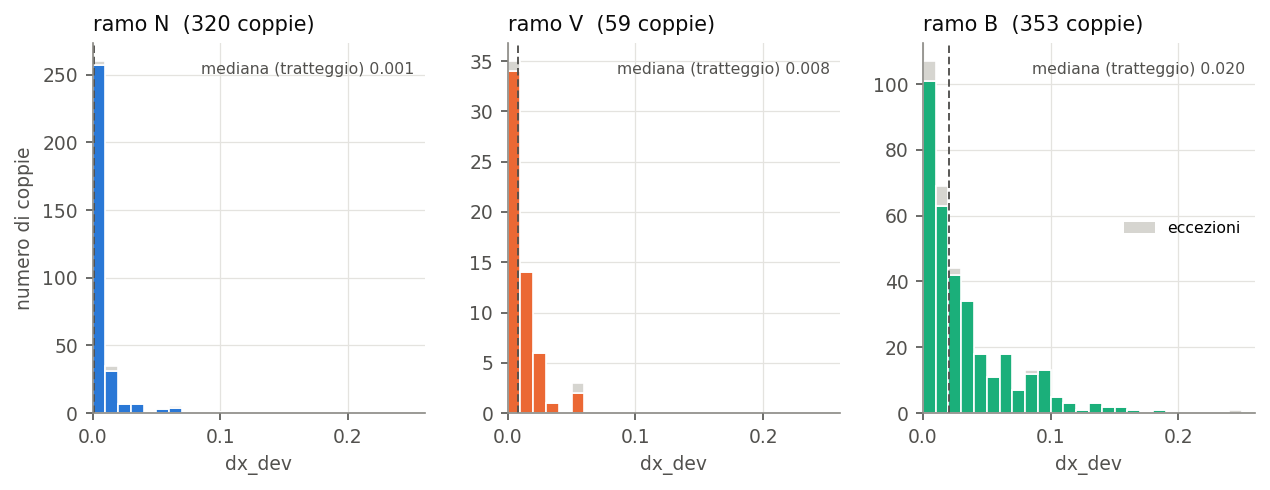 ramo N  (320 coppie)
mediana (tratteggio) 0.001
numero di coppie
250
200
150
100
50
0
0.0
0.1
0.2
dx_dev
ramo V  (59 coppie)
mediana (tratteggio) 0.008
35
30
25
20
15
10
5
0
0.0
0.1
0.2
dx_dev
ramo B  (353 coppie)
mediana (tratteggio) 0.020
100
80
60
40
20
0
eccezioni
0.0
0.1
0.2
dx_dev